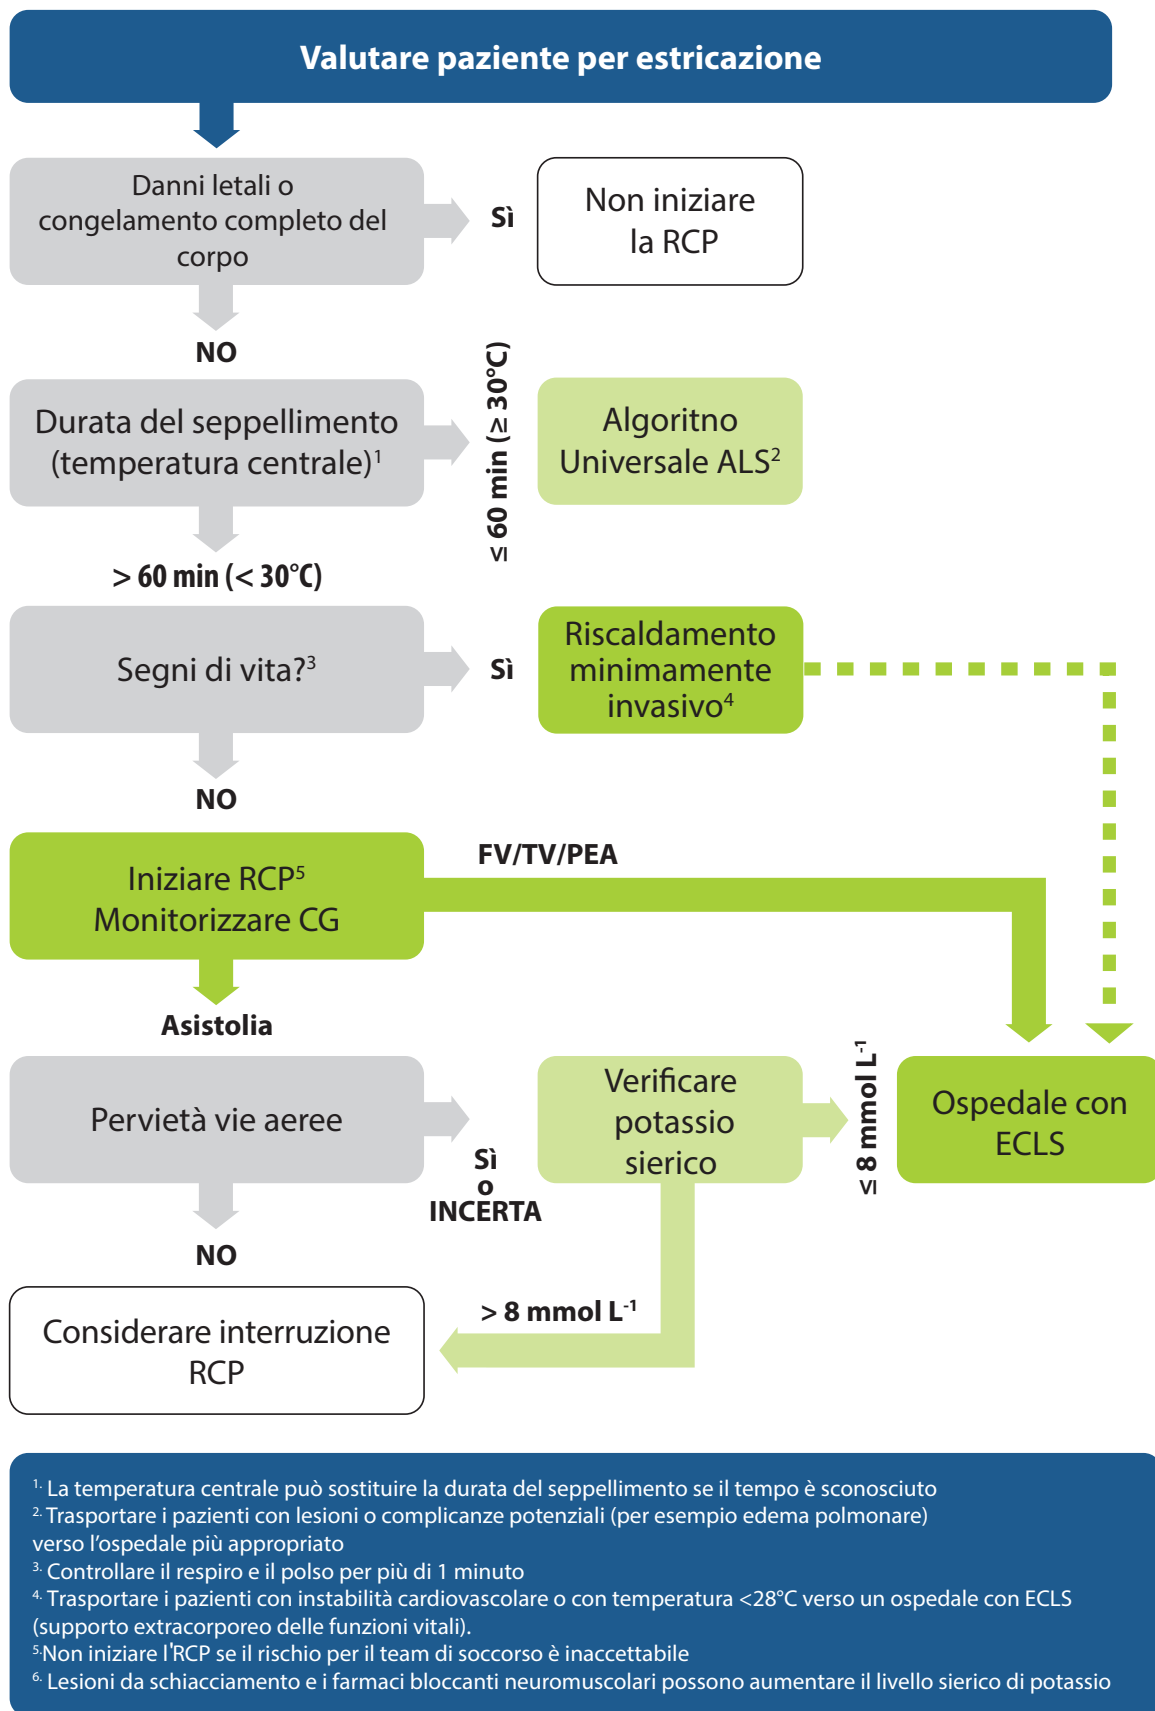 Valutare paziente per estricazione
Danni letali o
congelamento completo del
corpo
Sì
Non iniziare
la RCP
NO
Durata del seppellimento
(temperatura centrale)¹
≤ 60 min (≥ 30°C)
Algoritno
Universale ALS²
> 60 min (< 30°C)
Segni di vita?³
Sì
Riscaldamento
minimamente
invasivo⁴
NO
Iniziare RCP⁵
Monitorizzare CG
FV/TV/PEA
Asistolia
Pervietà vie aeree
Sì
o
INCERTA
Verificare
potassio
sierico
≤ 8 mmol L⁻¹
Ospedale con
ECLS
NO
> 8 mmol L⁻¹
Considerare interruzione
RCP
¹· La temperatura centrale può sostituire la durata del seppellimento se il tempo è sconosciuto
²· Trasportare i pazienti con lesioni o complicanze potenziali (per esempio edema polmonare)
verso l'ospedale più appropriato
³· Controllare il respiro e il polso per più di 1 minuto
⁴· Trasportare i pazienti con instabilità cardiovascolare o con temperatura <28°C verso un ospedale con ECLS
(supporto extracorporeo delle funzioni vitali).
⁵·Non iniziare l'RCP se il rischio per il team di soccorso è inaccettabile
⁶· Lesioni da schiacciamento e i farmaci bloccanti neuromuscolari possono aumentare il livello sierico di potassio